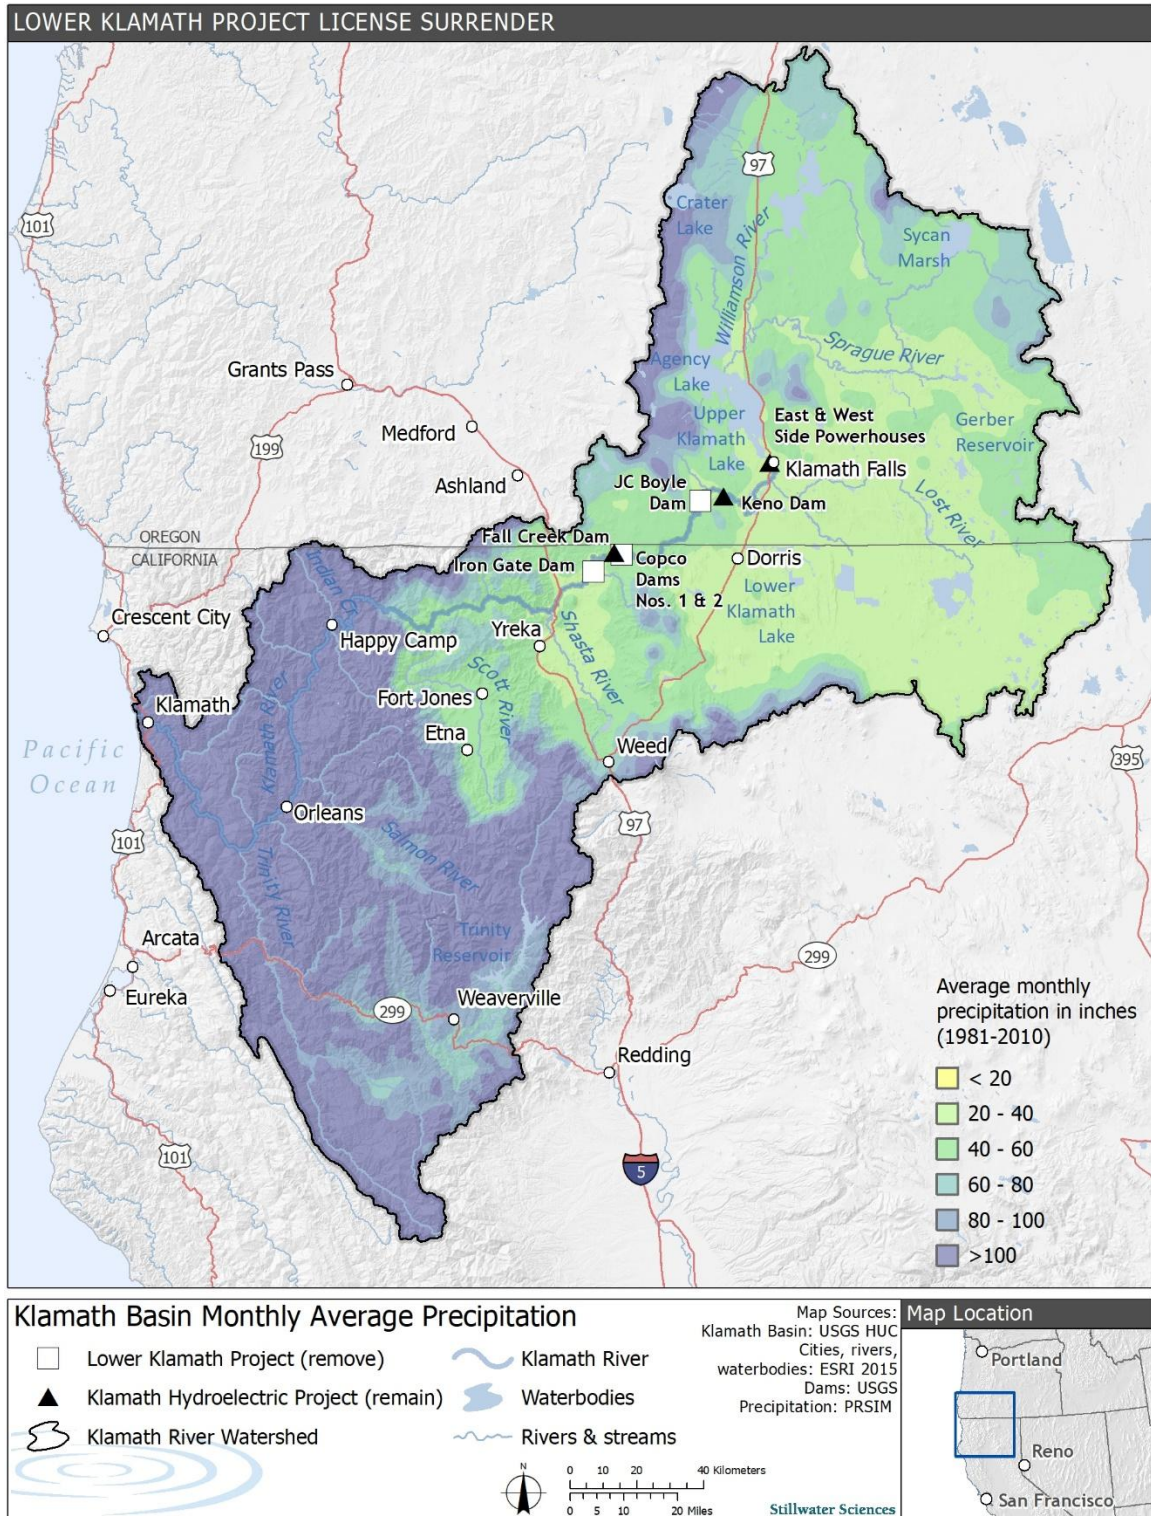 LOWER KLAMATH PROJECT LICENSE SURRENDER
97
101
Crater
Lake
Williamson River
Sycan
Marsh
Sprague River
Grants Pass
Agency
Lake
199
Medford
Upper
Klamath
Lake
East & West
Side Powerhouses
Gerber
Reservoir
Klamath Falls
Ashland
JC Boyle
Dam
Keno Dam
Lost River
OREGON
CALIFORNIA
Fall Creek Dam
Iron Gate Dam
Copco
Dams
Nos. 1 & 2
Dorris
Lower
Klamath
Lake
Indian Cr
Crescent City
Happy Camp
Yreka
Shasta River
Scott River
Fort Jones
Klamath
Klamath River
Etna
Weed
Pacific
Ocean
395
Orleans
97
101
Salmon River
Trinity River
Trinity
Reservoir
Arcata
299
Eureka
299
Weaverville
Redding
101
5
Average monthly
precipitation in inches
(1981-2010)
< 20
20 - 40
40 - 60
60 - 80
80 - 100
>100
Klamath Basin Monthly Average Precipitation
Lower Klamath Project (remove)
Klamath Hydroelectric Project (remain)
Klamath River Watershed
Klamath River
Waterbodies
Rivers & streams
Map Sources:
Klamath Basin: USGS HUC
Cities, rivers,
waterbodies: ESRI 2015
Dams: USGS
Precipitation: PRSIM
N
0 10 20 40 Kilometers
0 5 10 20 Miles
Stillwater Sciences
Map Location
Portland
Reno
San Francisco